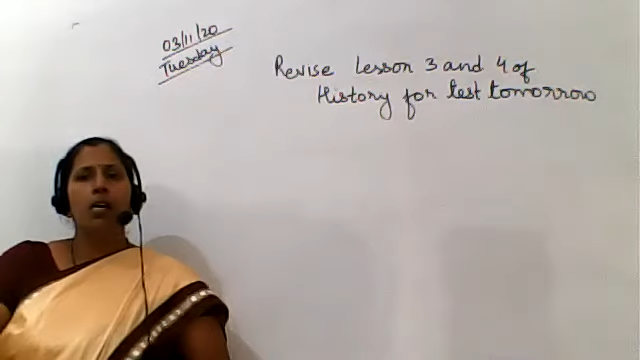 03/11/20
Tuesday
Revise Lesson 3 and 4 of
History for test tomorrow